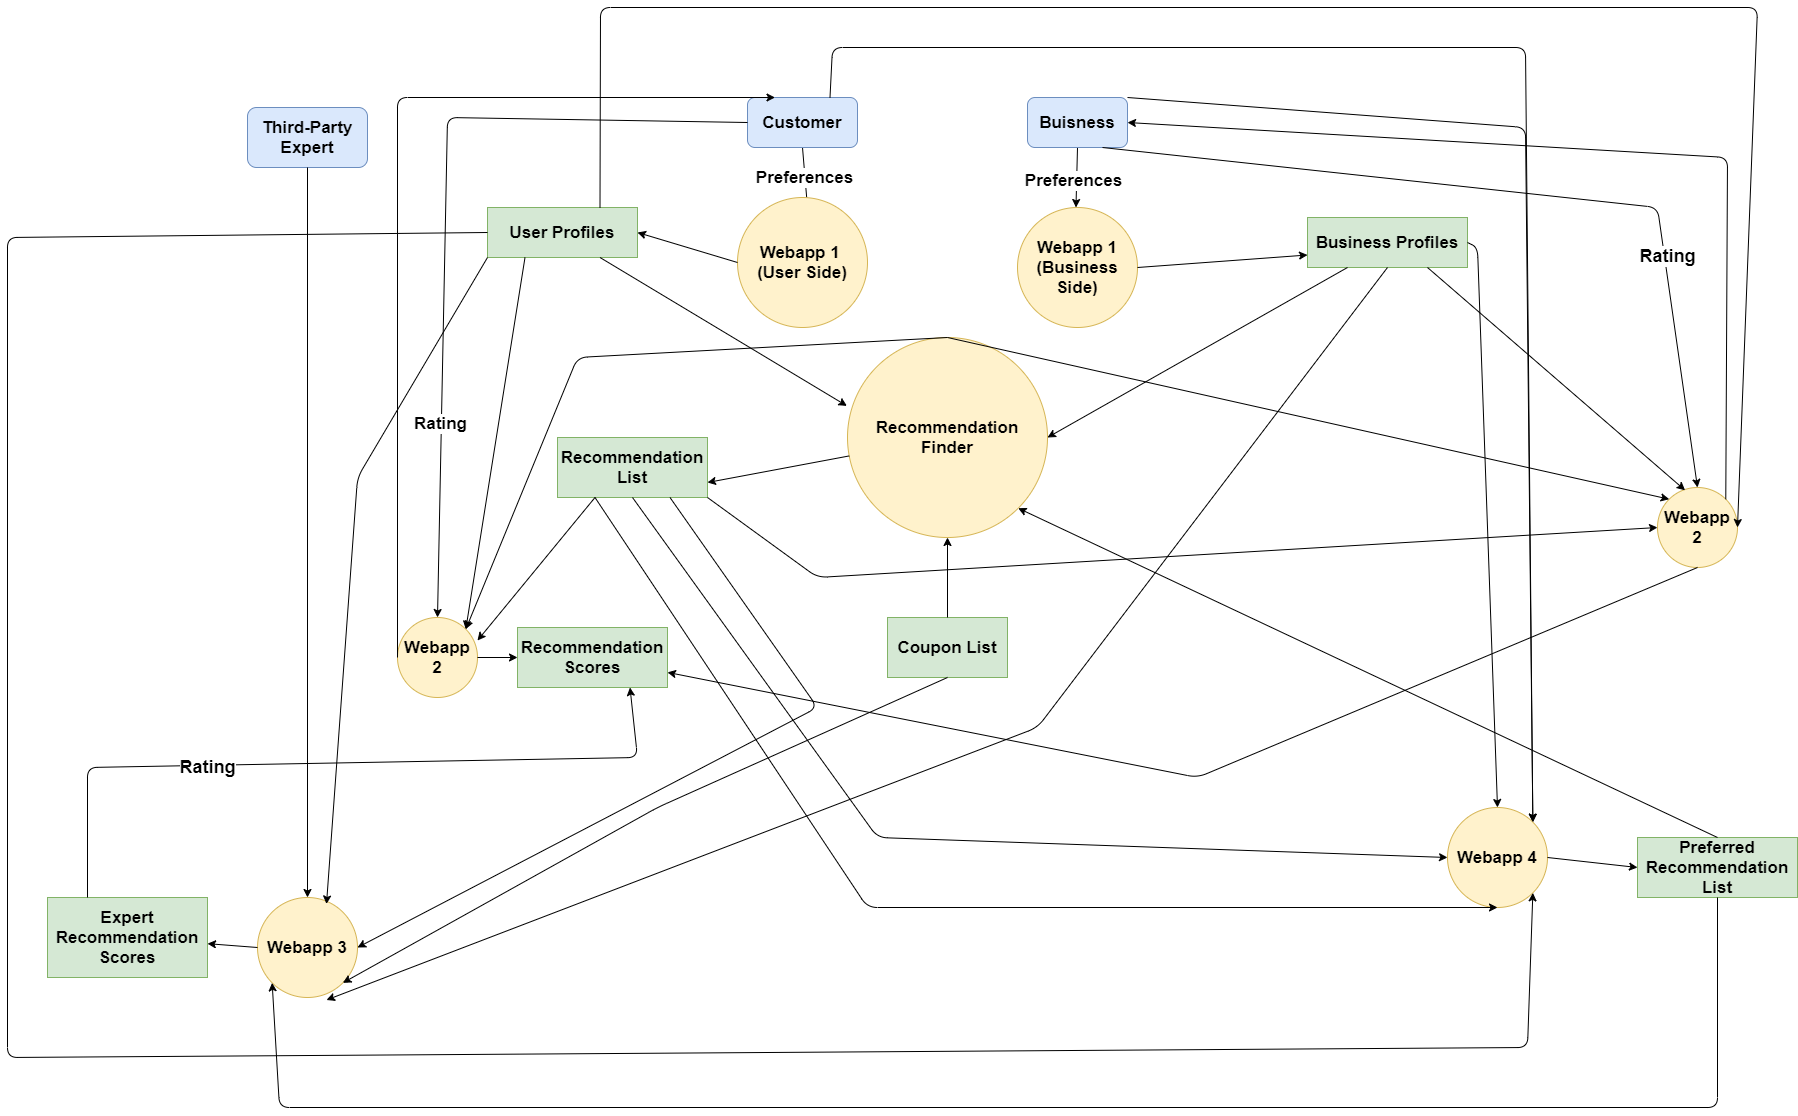 Third-Party
Expert
Customer
Buisness
Preferences
Preferences
User Profiles
Webapp 1
(User Side)
Webapp 1
(Business
Side)
Business Profiles
Rating
Rating
Recommendation
Finder
Recommendation
List
Webapp
2
Webapp
2
Recommendation
Scores
Coupon List
Rating
Webapp 4
Preferred
Recommendation
List
Expert
Recommendation
Scores
Webapp 3